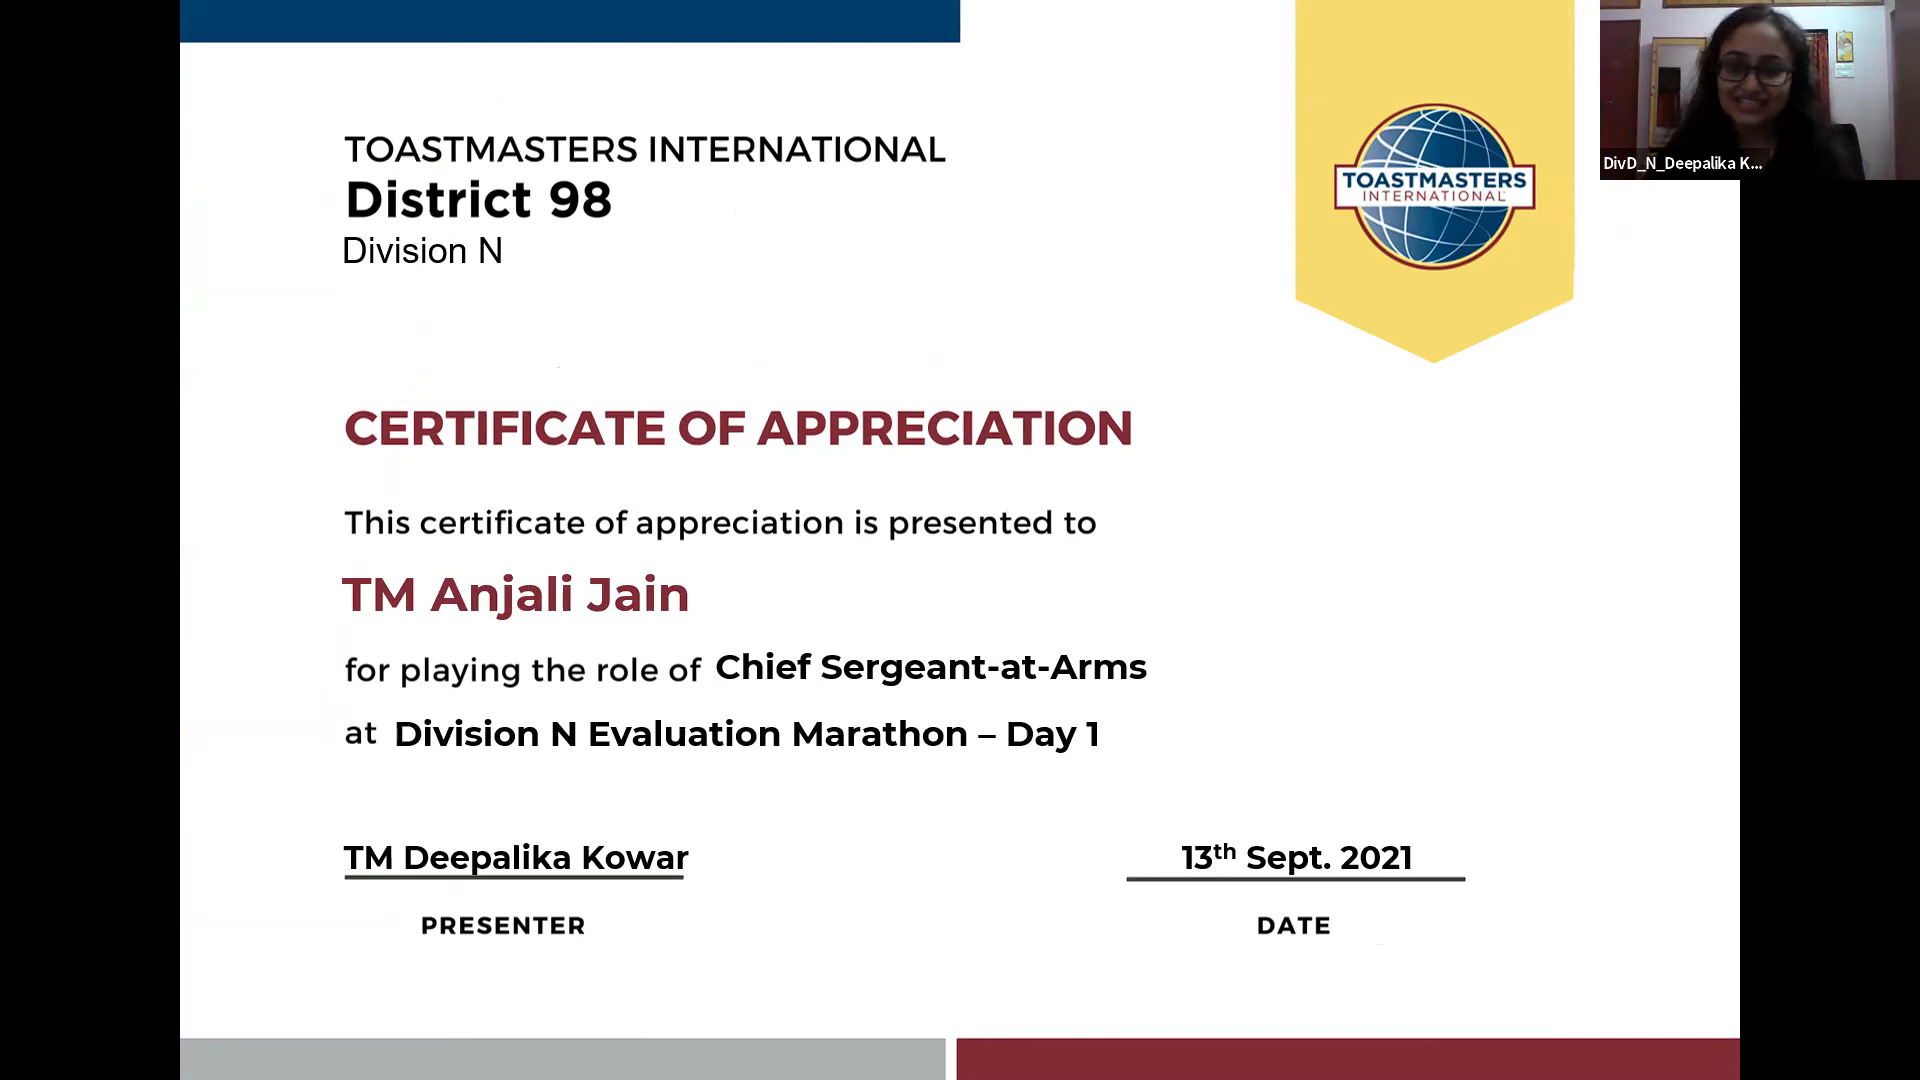 TOASTMASTERS INTERNATIONAL
District 98
Division N
TOASTMASTERS
INTERNATIONAL
DivD_N_Deepalika K...
CERTIFICATE OF APPRECIATION
This certificate of appreciation is presented to
TM Anjali Jain
for playing the role of Chief Sergeant-at-Arms
at Division N Evaluation Marathon – Day 1
TM Deepalika Kowar
13th Sept. 2021
PRESENTER
DATE